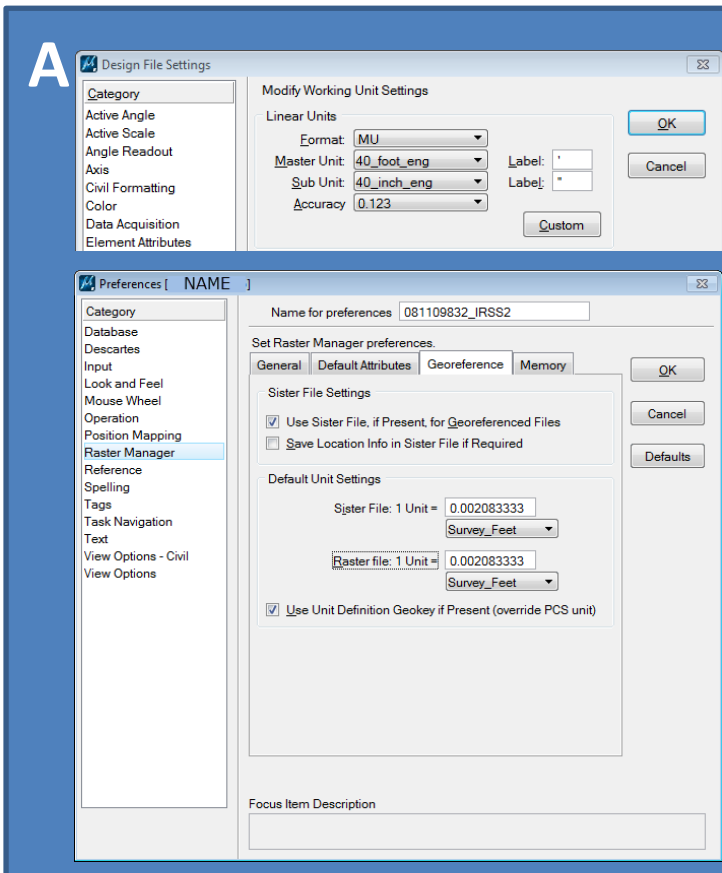 A
Design File Settings
Category
Active Angle
Active Scale
Angle Readout
Axis
Civil Formatting
Color
Data Acquisition
Element Attributes
Modify Working Unit Settings
Linear Units
Format: MU
Master Unit: 40_foot_eng Label: '
Sub Unit: 40_inch_eng Label: "
Accuracy 0.123
Custom
OK
Cancel
Preferences [ NAME ]
Category
Database
Descartes
Input
Look and Feel
Mouse Wheel
Operation
Position Mapping
Raster Manager
Reference
Spelling
Tags
Task Navigation
Text
View Options - Civil
View Options
Name for preferences 081109832_IRSS2
Set Raster Manager preferences.
General Default Attributes Georeference Memory
Sister File Settings
Use Sister File, if Present, for Georeferenced Files
Save Location Info in Sister File if Required
Default Unit Settings
Sister File: 1 Unit = 0.002083333
Survey_Feet
Raster file: 1 Unit = 0.002083333
Survey_Feet
Use Unit Definition Geokey if Present (override PCS unit)
OK
Cancel
Defaults
Focus Item Description